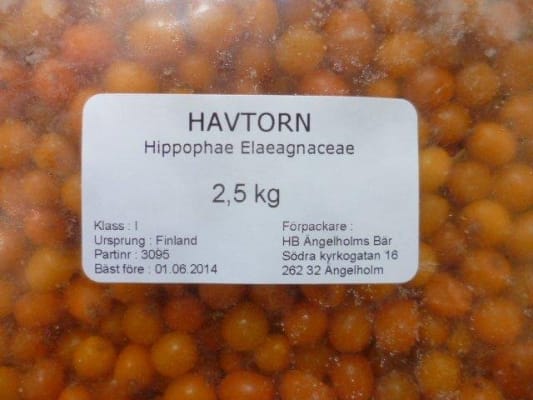 HAVTORN
Hippophae Elaeagnaceae
2,5 kg
Klass : I
Ursprung : Finland
Partinr : 3095
Bäst före : 01.06.2014
Förpackare :
HB Ängelholms Bär
Södra kyrkogatan 16
262 32 Ängelholm